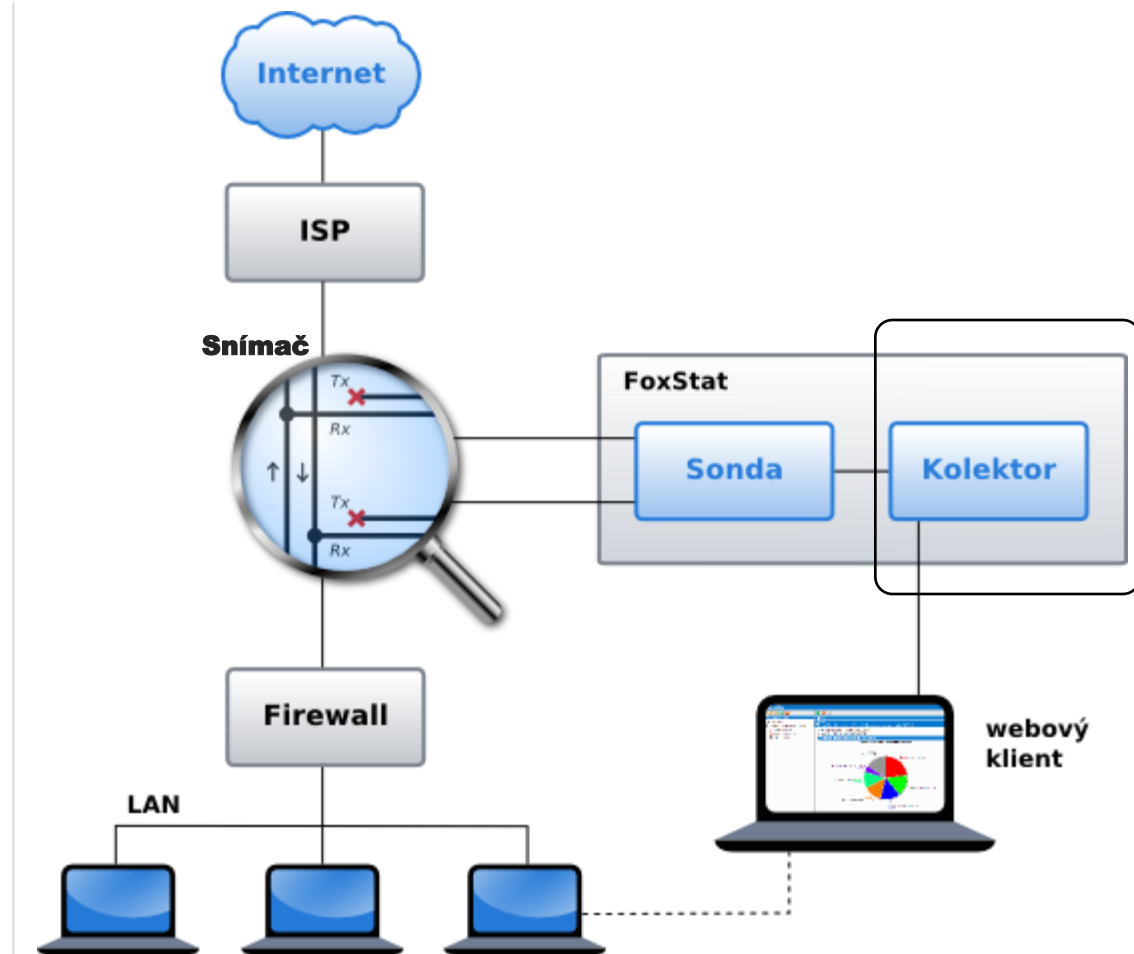 Internet
ISP
Snímač
Tx
Rx
↑ ↓
Tx
Rx
FoxStat
Sonda
Kolektor
Firewall
webový
klient
LAN